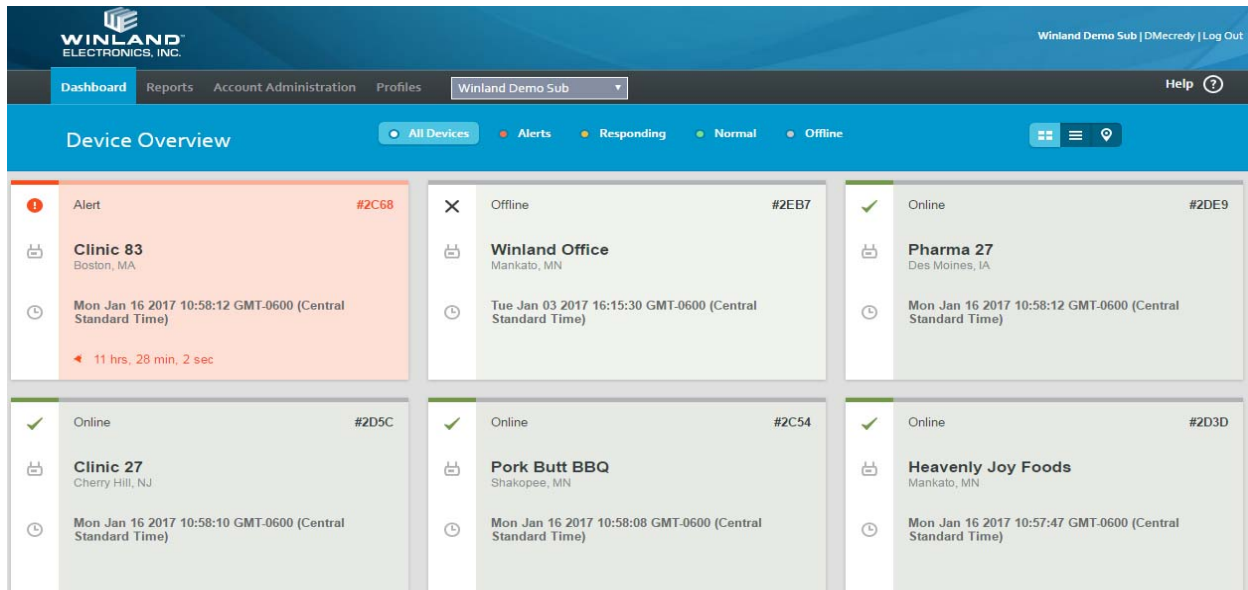 WINLAND™
ELECTRONICS, INC.
Winland Demo Sub | DMecredy | Log Out
Dashboard Reports Account Administration Profiles Winland Demo Sub Help ?
Device Overview All Devices Alerts Responding Normal Offline
Alert #2C68
Clinic 83
Boston, MA
Mon Jan 16 2017 10:58:12 GMT-0600 (Central
Standard Time)
11 hrs, 28 min, 2 sec
Offline #2EB7
Winland Office
Mankato, MN
Tue Jan 03 2017 16:15:30 GMT-0600 (Central
Standard Time)
Online #2DE9
Pharma 27
Des Moines, IA
Mon Jan 16 2017 10:58:12 GMT-0600 (Central
Standard Time)
Online #2D5C
Clinic 27
Cherry Hill, NJ
Mon Jan 16 2017 10:58:10 GMT-0600 (Central
Standard Time)
Online #2C54
Pork Butt BBQ
Shakopee, MN
Mon Jan 16 2017 10:58:08 GMT-0600 (Central
Standard Time)
Online #2D3D
Heavenly Joy Foods
Mankato, MN
Mon Jan 16 2017 10:57:47 GMT-0600 (Central
Standard Time)